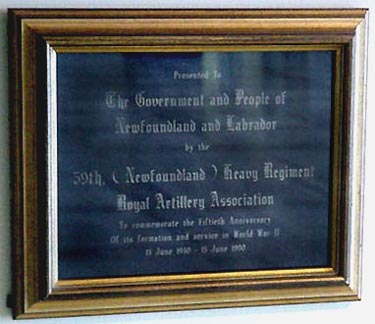 Presented To
The Government and People of
Newfoundland and Labrador
by the
59th, ( Newfoundland ) Heavy Regiment
Royal Artillery Association
To commemorate the Fiftieth Anniversary
Of its formation and service in World War II
15 June 1940 - 15 June 1990